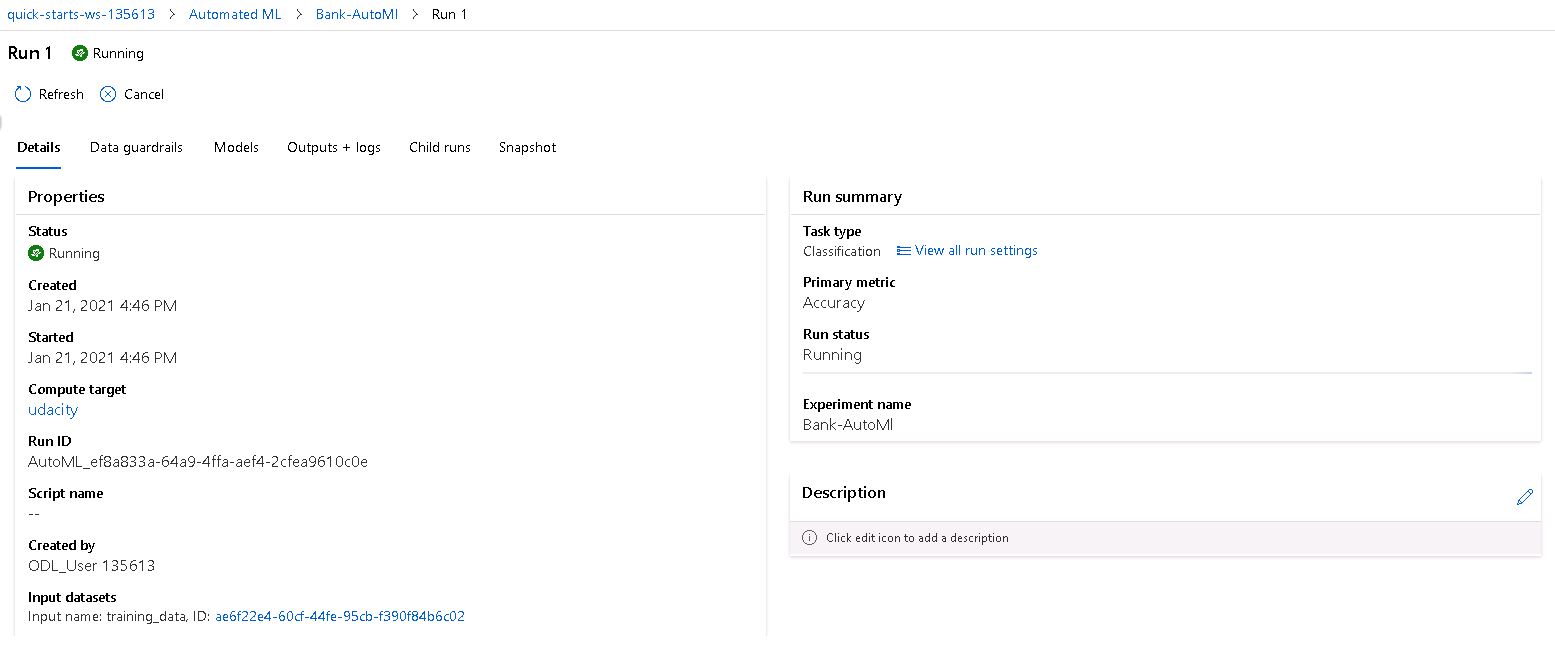 quick-starts-ws-135613 > Automated ML > Bank-AutoMl > Run 1
Run 1 Running
Refresh Cancel
Details Data guardrails Models Outputs + logs Child runs Snapshot
Properties
Status
Running
Created
Jan 21, 2021 4:46 PM
Started
Jan 21, 2021 4:46 PM
Compute target
udacity
Run ID
AutoML_ef8a833a-64a9-4ffa-aef4-2cfea9610c0e
Script name
--
Created by
ODL_User 135613
Input datasets
Input name: training_data, ID: ae6f22e4-60cf-44fe-95cb-f390f84b6c02
Run summary
Task type
Classification View all run settings
Primary metric
Accuracy
Run status
Running
Experiment name
Bank-AutoMl
Description
Click edit icon to add a description